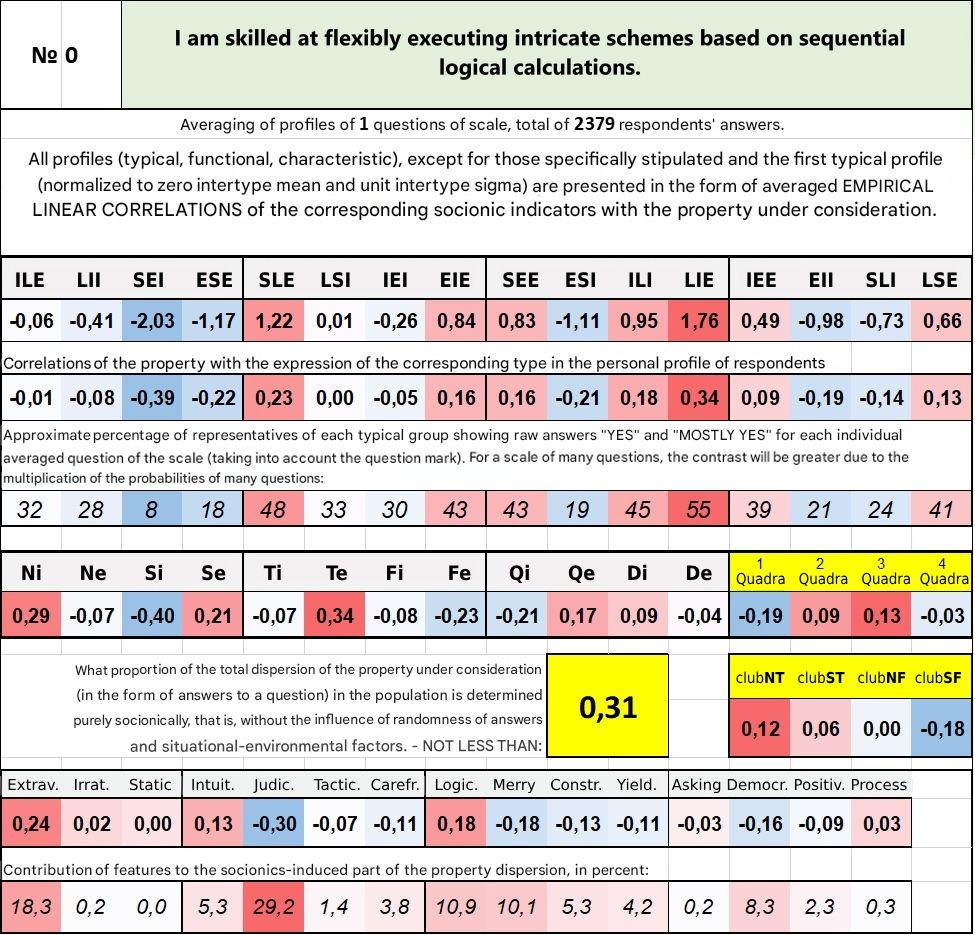 № 0
I am skilled at flexibly executing intricate schemes based on sequential
logical calculations.
Averaging of profiles of 1 questions of scale, total of 2379 respondents' answers.
All profiles (typical, functional, characteristic), except for those specifically stipulated and the first typical profile
(normalized to zero intertype mean and unit intertype sigma) are presented in the form of averaged EMPIRICAL
LINEAR CORRELATIONS of the corresponding socionic indicators with the property under consideration.
ILE LII SEI ESE SLE LSI IEI EIE SEE ESI ILI LIE IEE EII SLI LSE
-0,06 -0,41 -2,03 -1,17 1,22 0,01 -0,26 0,84 0,83 -1,11 0,95 1,76 0,49 -0,98 -0,73 0,66
Correlations of the property with the expression of the corresponding type in the personal profile of respondents
-0,01 -0,08 -0,39 -0,22 0,23 0,00 -0,05 0,16 0,16 -0,21 0,18 0,34 0,09 -0,19 -0,14 0,13
Approximate percentage of representatives of each typical group showing raw answers "YES" and "MOSTLY YES" for each individual
averaged question of the scale (taking into account the question mark). For a scale of many questions, the contrast will be greater due to the
multiplication of the probabilities of many questions:
32 28 8 18 48 33 30 43 43 19 45 55 39 21 24 41
Ni Ne Si Se Ti Te Fi Fe Qi Qe Di De 1 2 3 4
Quadra Quadra Quadra Quadra
0,29 -0,07 -0,40 0,21 -0,07 0,34 -0,08 -0,23 -0,21 0,17 0,09 -0,04 -0,19 0,09 0,13 -0,03
What proportion of the total dispersion of the property under consideration
(in the form of answers to a question) in the population is determined
purely socionically, that is, without the influence of randomness of answers
and situational-environmental factors. - NOT LESS THAN:
0,31
clubNT clubST clubNF clubSF
0,12 0,06 0,00 -0,18
Extrav. Irrat. Static Intuit. Judic. Tactic. Carefr. Logic. Merry Constr. Yield. Asking Democr. Positiv. Process
0,24 0,02 0,00 0,13 -0,30 -0,07 -0,11 0,18 -0,18 -0,13 -0,11 -0,03 -0,16 -0,09 0,03
Contribution of features to the socionics-induced part of the property dispersion, in percent:
18,3 0,2 0,0 5,3 29,2 1,4 3,8 10,9 10,1 5,3 4,2 0,2 8,3 2,3 0,3